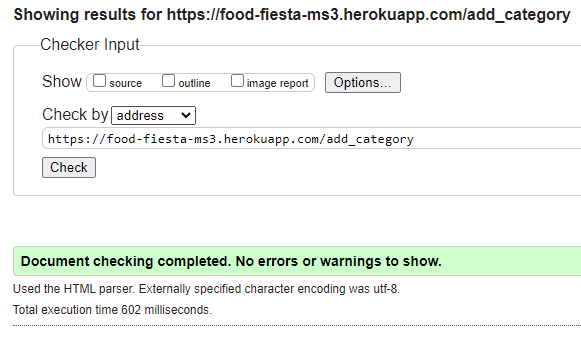 Showing results for https://food-fiesta-ms3.herokuapp.com/add_category
Checker Input
Show source outline image report Options...
Check by address
https://food-fiesta-ms3.herokuapp.com/add_category
Check
Document checking completed. No errors or warnings to show.
Used the HTML parser. Externally specified character encoding was utf-8.
Total execution time 602 milliseconds.